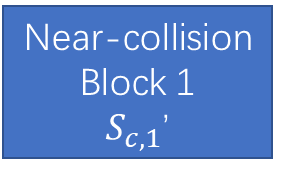 Near-collision
Block 1
$S_{c,1}$’